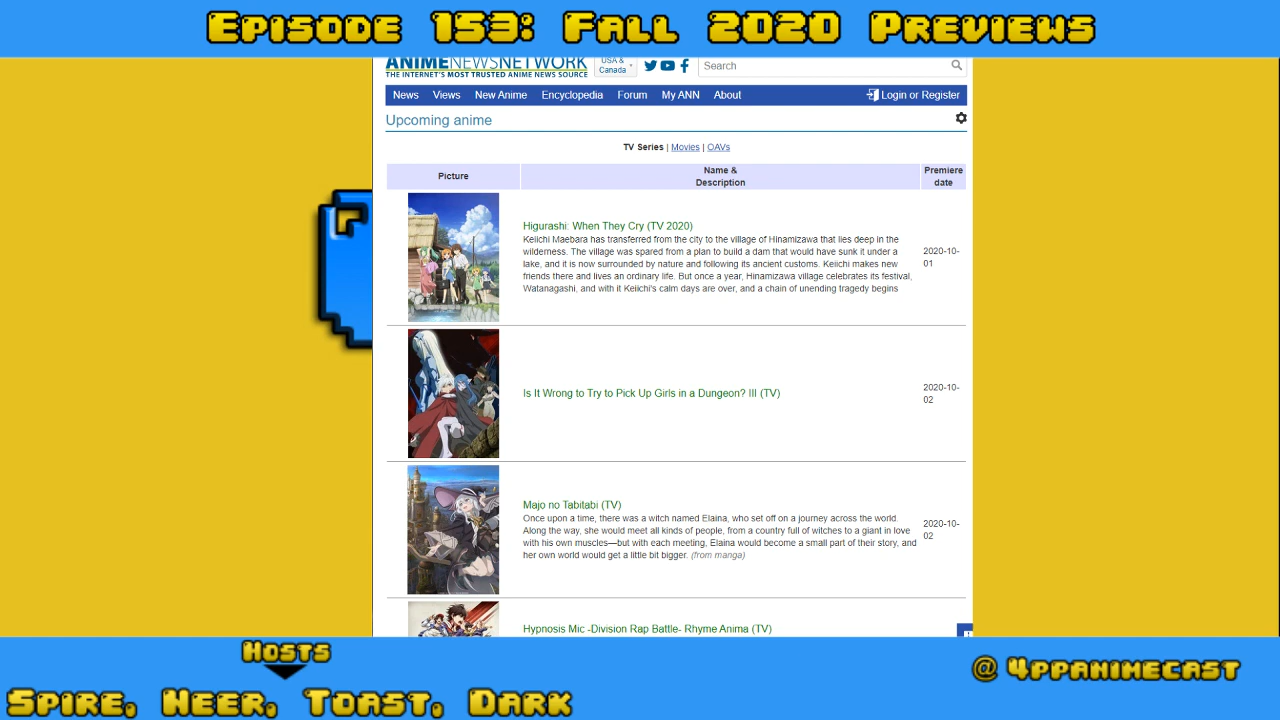 Episode 153: Fall 2020 Previews
ANIMENEWSNETWORK
THE INTERNET'S MOST TRUSTED ANIME NEWS SOURCE
USA &
Canada
Search
News Views New Anime Encyclopedia Forum My ANN About Login or Register
Upcoming anime
TV Series | Movies | OAVs
Picture
Name &
Description
Premiere
date
Higurashi: When They Cry (TV 2020)
Keiichi Maebara has transferred from the city to the village of Hinamizawa that lies deep in the
wilderness. The village was spared from a plan to build a dam that would have sunk it under a
lake, and it is now surrounded by nature and following its ancient customs. Keiichi makes new
friends there and lives an ordinary life. But once a year, Hinamizawa village celebrates its festival,
Watanagashi, and with it Keiichi's calm days are over, and a chain of unending tragedy begins
2020-10-
01
Is It Wrong to Try to Pick Up Girls in a Dungeon? III (TV)
2020-10-
02
Majo no Tabitabi (TV)
Once upon a time, there was a witch named Elaina, who set off on a journey across the world.
Along the way, she would meet all kinds of people, from a country full of witches to a giant in love
with his own muscles—but with each meeting, Elaina would become a small part of their story, and
her own world would get a little bit bigger. (from manga)
2020-10-
02
Hypnosis Mic -Division Rap Battle- Rhyme Anima (TV)
Hosts
Spire, Neer, Toast, Dark
@ 4ppanimecast